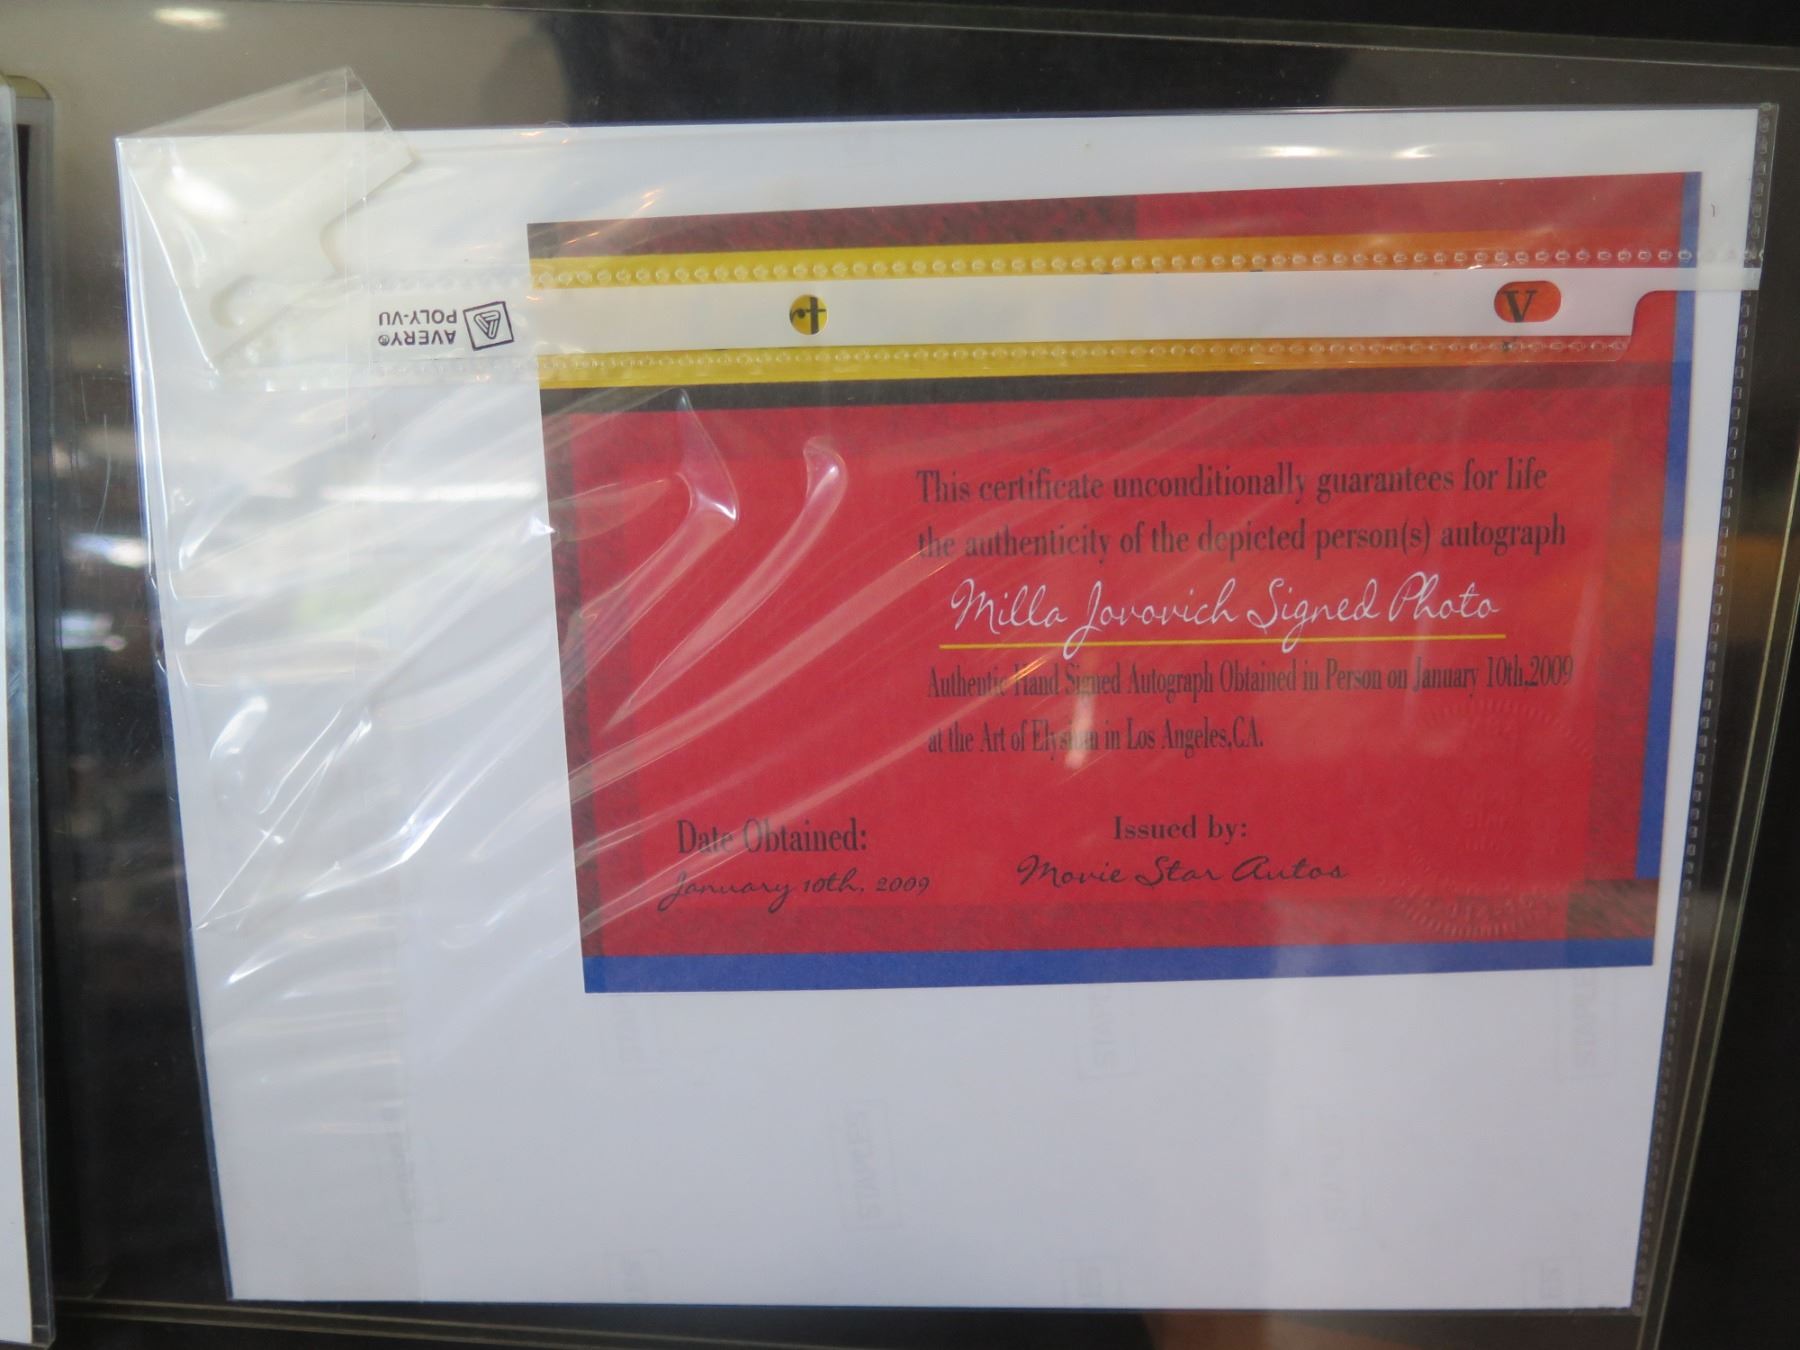 AVERY®
POLY-VU
This certificate unconditionally guarantees for life
the authenticity of the depicted person(s) autograph
Milla Jovovich Signed Photo
Authentic Hand Signed Autograph Obtained in Person on January 10th,2009
at the Art of Elysium in Los Angeles,CA.
Date Obtained:
January 10th, 2009
Issued by:
Movie Star Autos